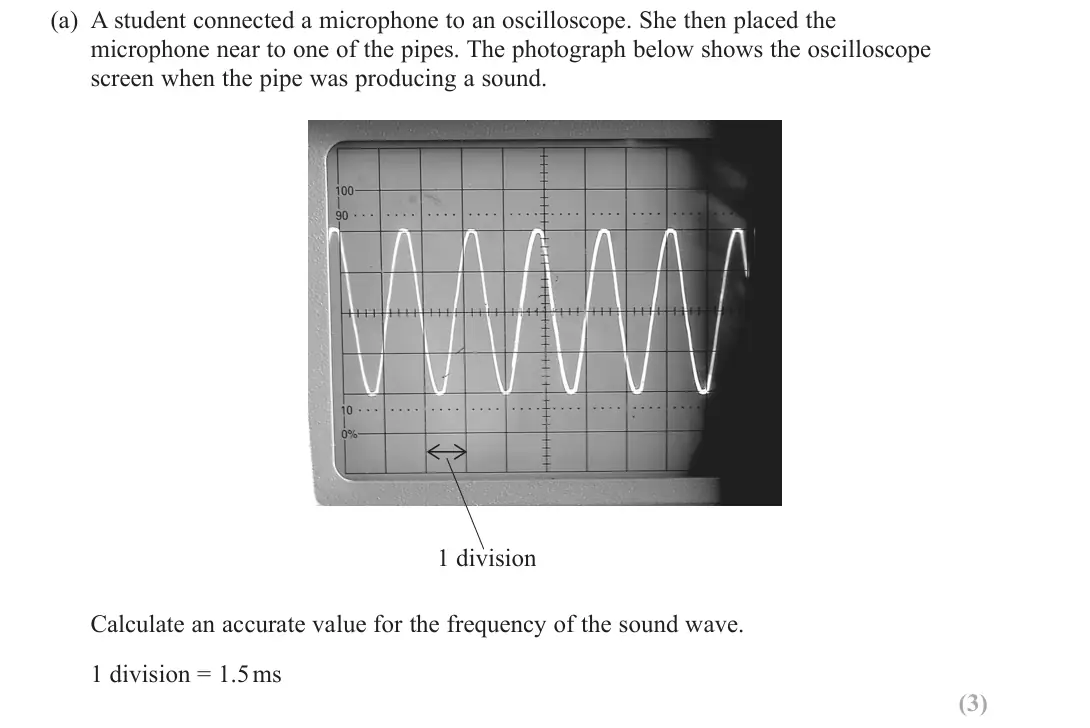 (a) A student connected a microphone to an oscilloscope. She then placed the
microphone near to one of the pipes. The photograph below shows the oscilloscope
screen when the pipe was producing a sound.
100
90
10
0%
1 division
Calculate an accurate value for the frequency of the sound wave.
1 division = 1.5 ms
(3)